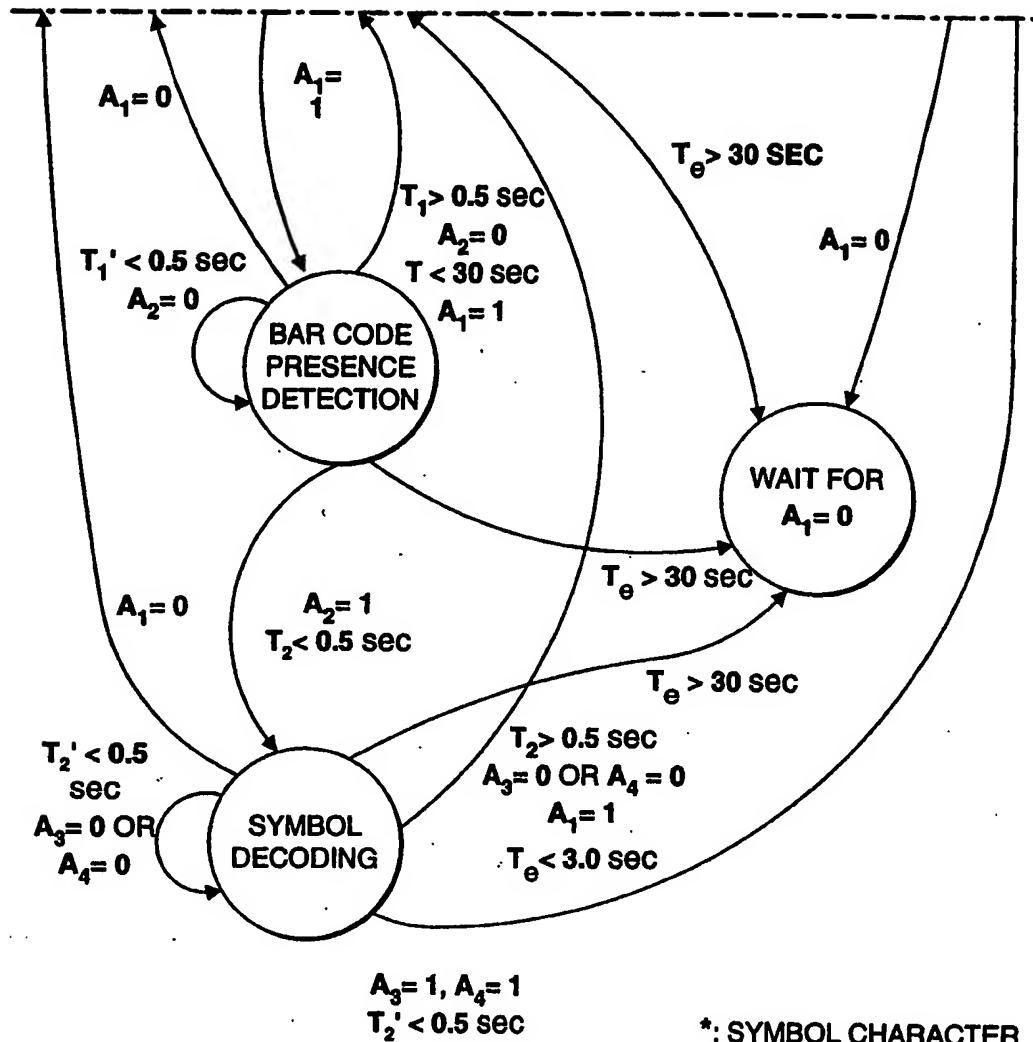 A₁= 0
A₁=
1
Tₑ> 30 SEC
T₁> 0.5 sec
A₂= 0
T < 30 sec
A₁= 1
A₁= 0
T₁' < 0.5 sec
A₂= 0
BAR CODE
PRESENCE
DETECTION
WAIT FOR
A₁= 0
Tₑ > 30 sec
A₁= 0
A₂= 1
T₂< 0.5 sec
Tₑ > 30 sec
T₂' < 0.5
sec
A₃= 0 OR
A₄= 0
SYMBOL
DECODING
T₂> 0.5 sec
A₃= 0 OR A₄ = 0
A₁= 1
Tₑ< 3.0 sec
A₃= 1, A₄= 1
T₂' < 0.5 sec
*: SYMBOL CHARACTER